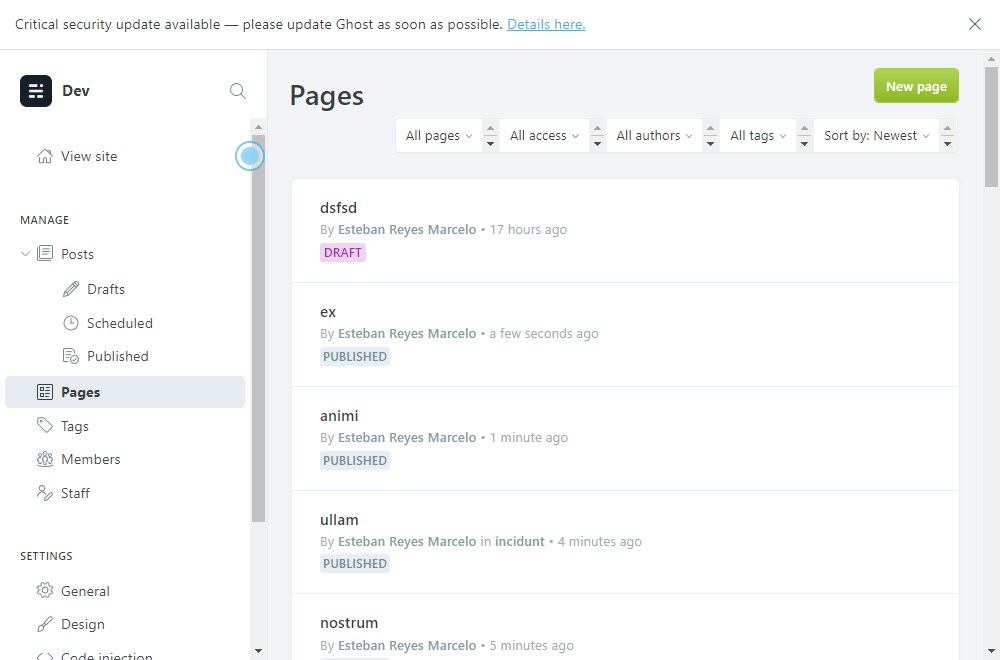 Critical security update available — please update Ghost as soon as possible. Details here.
Dev
View site
MANAGE
Posts
Drafts
Scheduled
Published
Pages
Tags
Members
Staff
SETTINGS
General
Design
Code injection
Pages
New page
All pages
All access
All authors
All tags
Sort by: Newest
dsfsd
By Esteban Reyes Marcelo • 17 hours ago
DRAFT
ex
By Esteban Reyes Marcelo • a few seconds ago
PUBLISHED
animi
By Esteban Reyes Marcelo • 1 minute ago
PUBLISHED
ullam
By Esteban Reyes Marcelo in incidunt • 4 minutes ago
PUBLISHED
nostrum
By Esteban Reyes Marcelo • 5 minutes ago